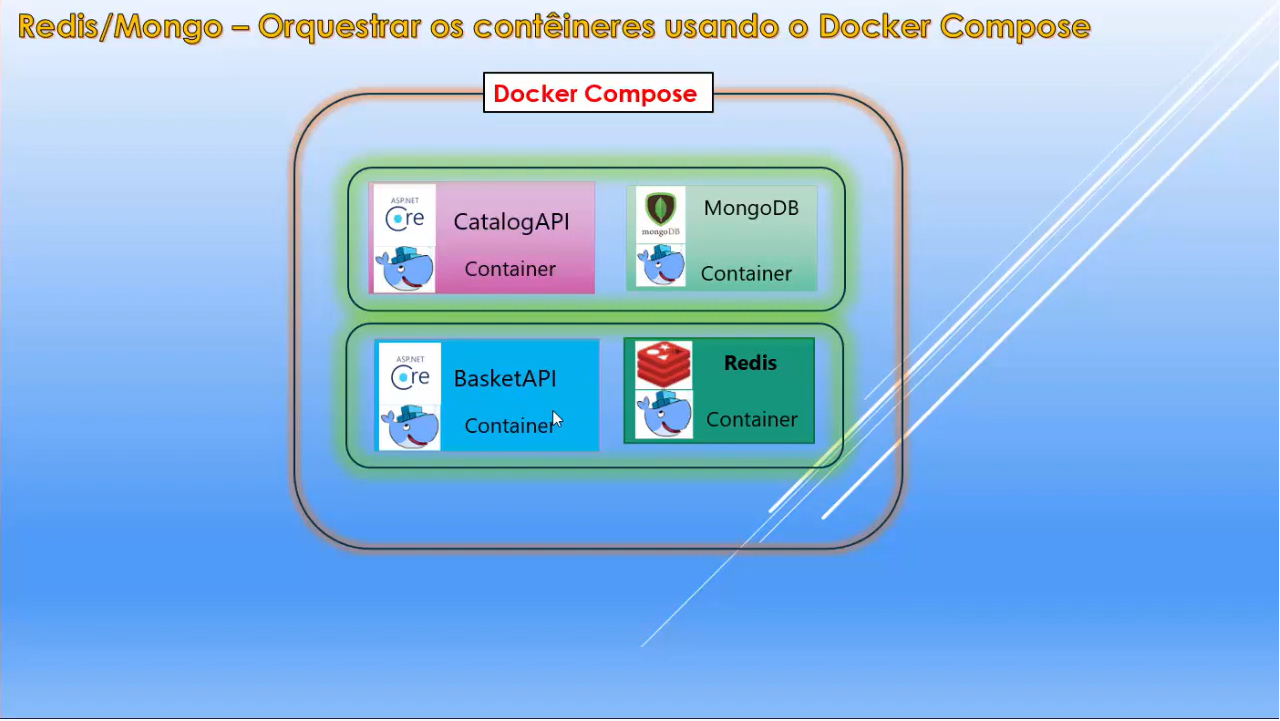 Redis/Mongo – Orquestrar os contêineres usando o Docker Compose
Docker Compose
ASP.NET
Core
CatalogAPI
Container
mongoDB
MongoDB
Container
ASP.NET
Core
BasketAPI
Container
Redis
Container